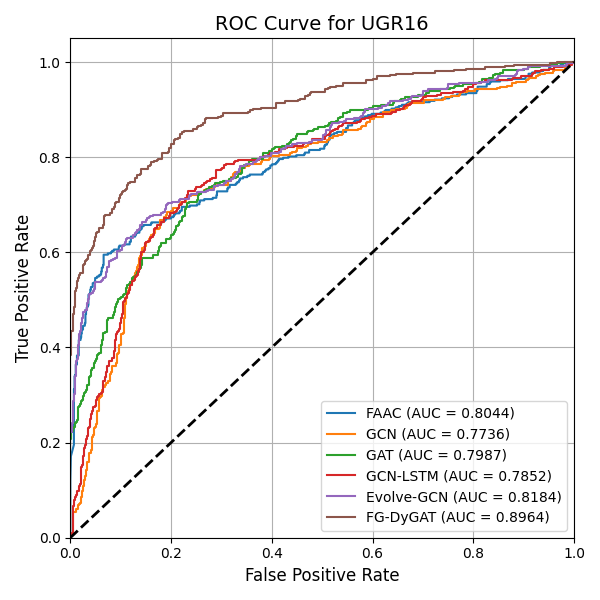 ROC Curve for UGR16
True Positive Rate
1.0
0.8
0.6
0.4
0.2
0.0
0.0 0.2 0.4 0.6 0.8 1.0
False Positive Rate
FAAC (AUC = 0.8044)
GCN (AUC = 0.7736)
GAT (AUC = 0.7987)
GCN-LSTM (AUC = 0.7852)
Evolve-GCN (AUC = 0.8184)
FG-DyGAT (AUC = 0.8964)